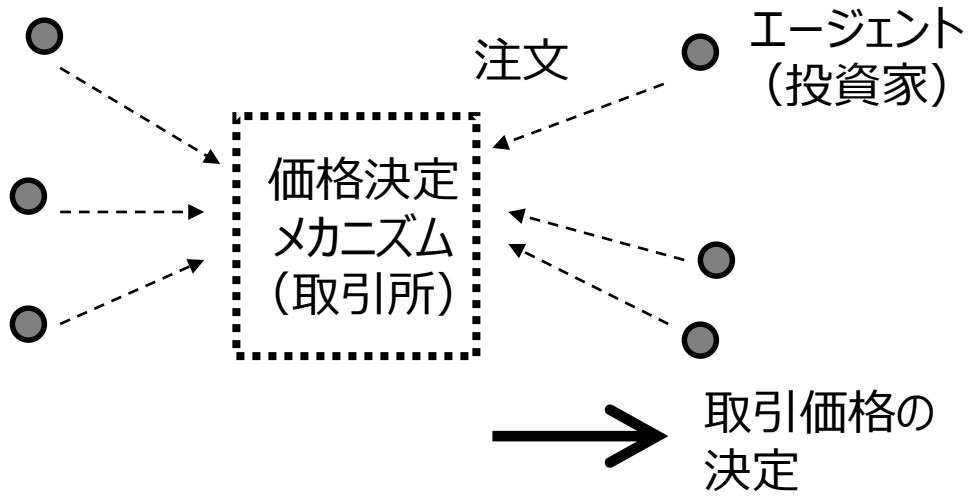 注文
エージェント
（投資家）
価格決定
メカニズム
（取引所）
取引価格の
決定